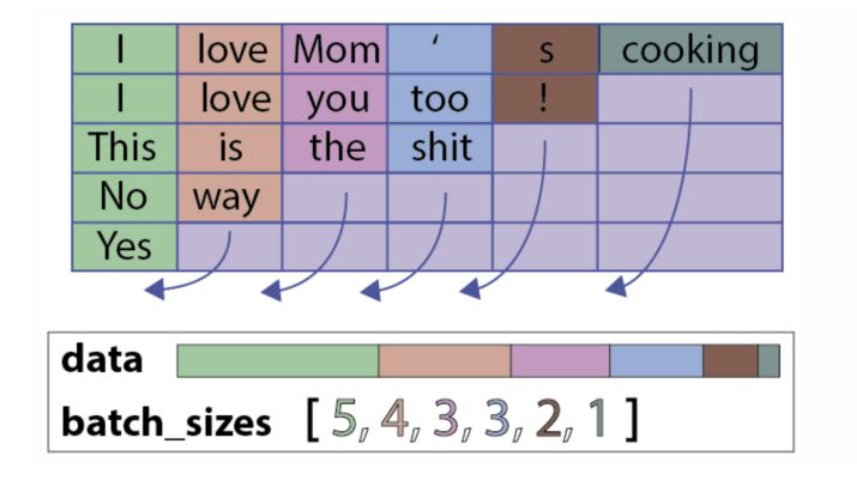 I love Mom ‘ s cooking
I love you too !
This is the shit
No way
Yes
data
batch_sizes [ 5, 4, 3, 3, 2, 1 ]